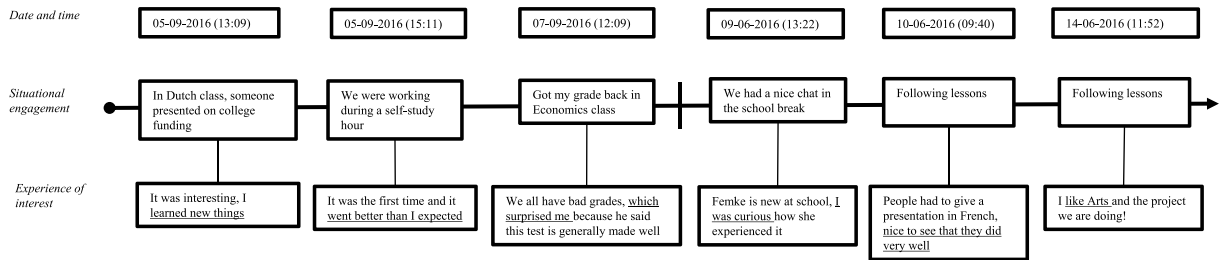 Date and time
05-09-2016 (13:09)
05-09-2016 (15:11)
07-09-2016 (12:09)
09-06-2016 (13:22)
10-06-2016 (09:40)
14-06-2016 (11:52)
Situational
engagement
In Dutch class, someone
presented on college
funding
We were working
during a self-study
hour
Got my grade back in
Economics class
We had a nice chat in
the school break
Following lessons
Following lessons
Experience of
interest
It was interesting, I
learned new things
It was the first time and it
went better than I expected
We all have bad grades, which
surprised me because he said
this test is generally made well
Femke is new at school, I
was curious how she
experienced it
People had to give a
presentation in French,
nice to see that they did
very well
I like Arts and the project
we are doing!